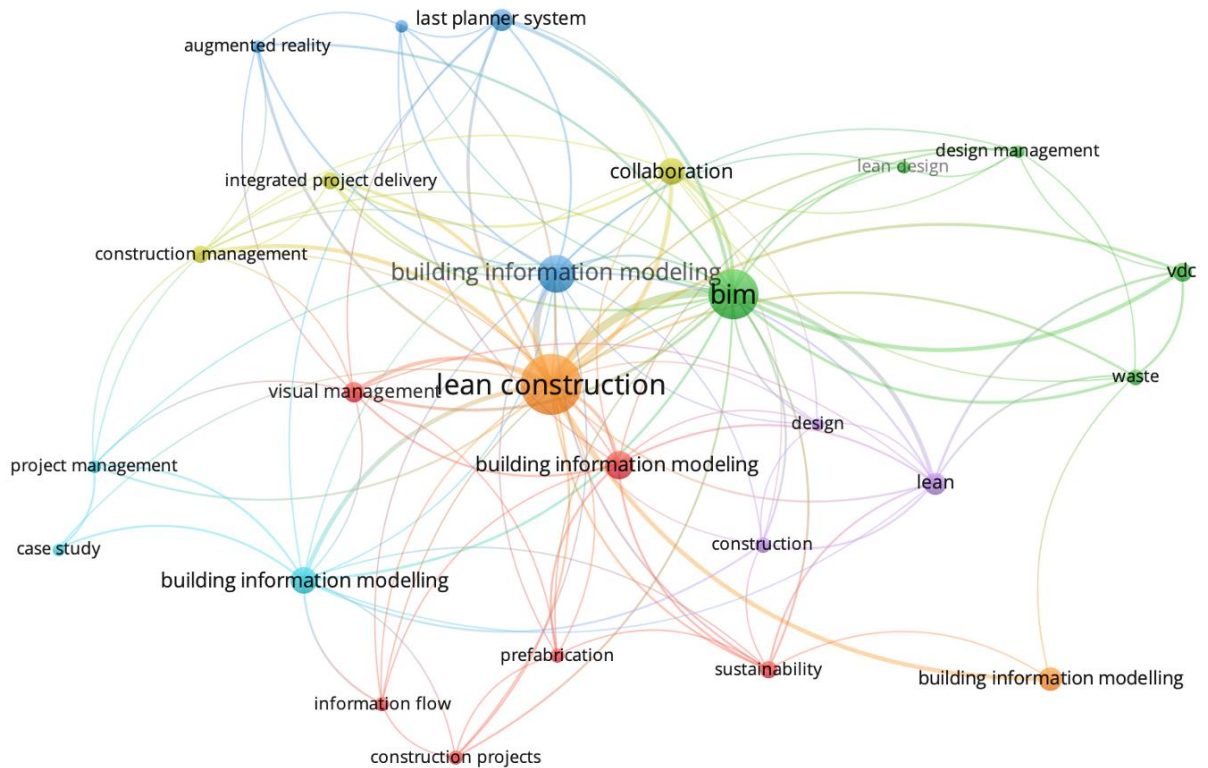 last planner system
augmented reality
design management
lean design
collaboration
integrated project delivery
construction management
building information modeling
vdc
bim
waste
lean construction
visual management
design
building information modeling
project management
lean
construction
case study
building information modelling
prefabrication
sustainability
building information modelling
information flow
construction projects